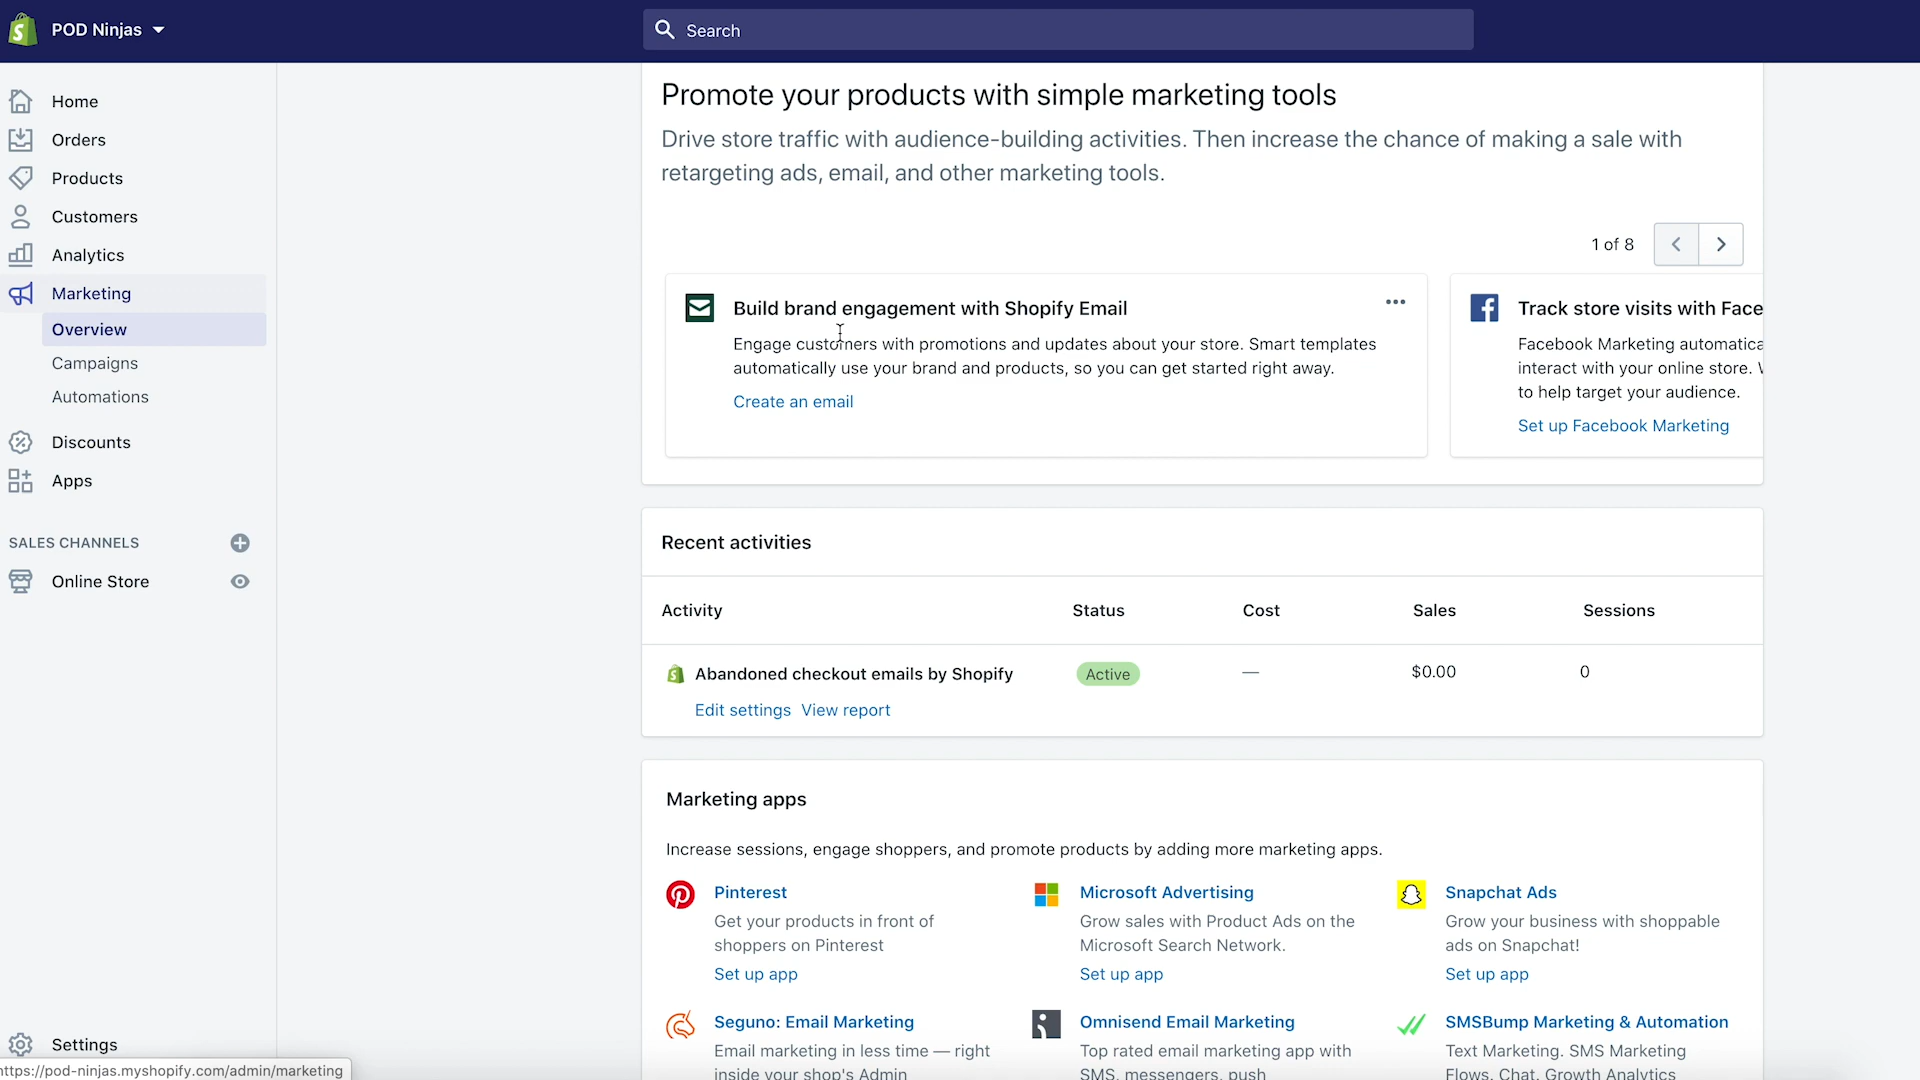 POD Ninjas
Search
Home
Orders
Products
Customers
Analytics
Marketing
Overview
Campaigns
Automations
Discounts
Apps
SALES CHANNELS
Online Store
Settings
https://pod-ninjas.myshopify.com/admin/marketing
Promote your products with simple marketing tools
Drive store traffic with audience-building activities. Then increase the chance of making a sale with
retargeting ads, email, and other marketing tools.
1 of 8
Build brand engagement with Shopify Email
Engage customers with promotions and updates about your store. Smart templates
automatically use your brand and products, so you can get started right away.
Create an email
Track store visits with Face
Facebook Marketing automatica
interact with your online store.
to help target your audience.
Set up Facebook Marketing
Recent activities
Activity Status Cost Sales Sessions
Abandoned checkout emails by Shopify Active — $0.00 0
Edit settings View report
Marketing apps
Increase sessions, engage shoppers, and promote products by adding more marketing apps.
Pinterest
Get your products in front of
shoppers on Pinterest
Set up app
Microsoft Advertising
Grow sales with Product Ads on the
Microsoft Search Network.
Set up app
Snapchat Ads
Grow your business with shoppable
ads on Snapchat!
Set up app
Seguno: Email Marketing
Email marketing in less time — right
inside your shop's Admin
Omnisend Email Marketing
Top rated email marketing app with
SMS, messengers, push
SMSBump Marketing & Automation
Text Marketing. SMS Marketing
Flows, Chat, Growth Analytics